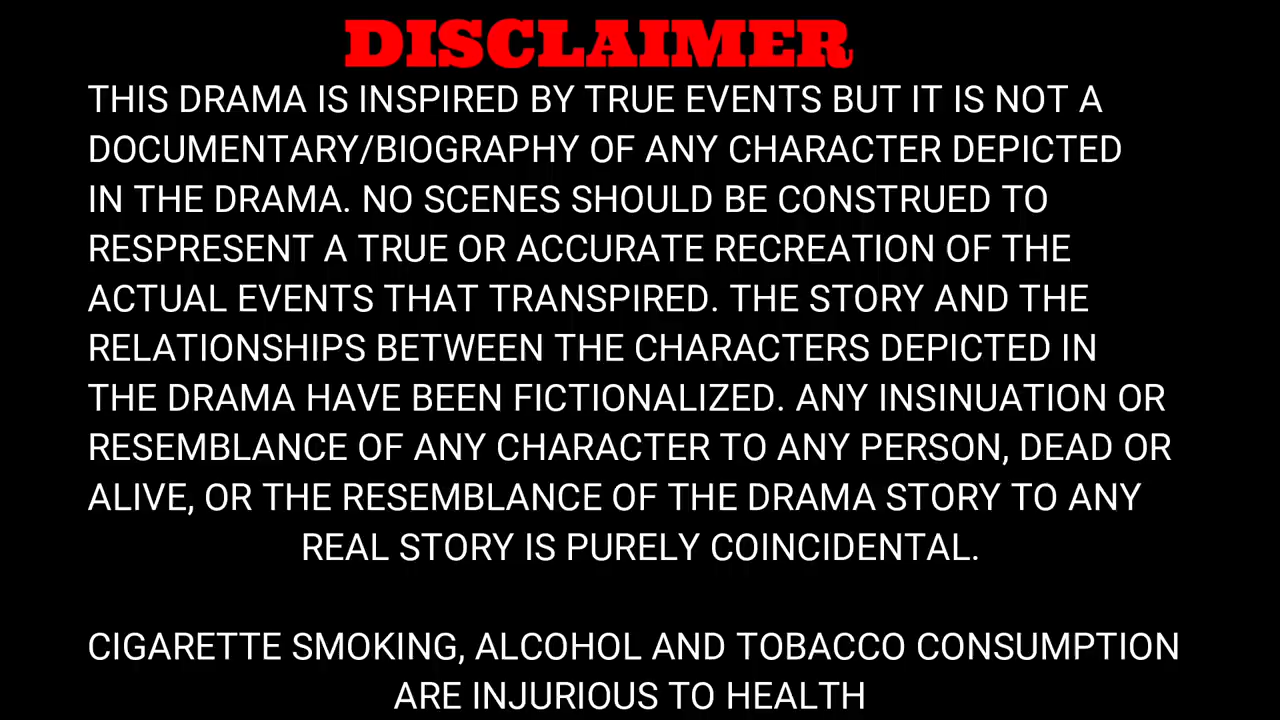 DISCLAIMER
THIS DRAMA IS INSPIRED BY TRUE EVENTS BUT IT IS NOT A
DOCUMENTARY/BIOGRAPHY OF ANY CHARACTER DEPICTED
IN THE DRAMA. NO SCENES SHOULD BE CONSTRUED TO
RESPRESENT A TRUE OR ACCURATE RECREATION OF THE
ACTUAL EVENTS THAT TRANSPIRED. THE STORY AND THE
RELATIONSHIPS BETWEEN THE CHARACTERS DEPICTED IN
THE DRAMA HAVE BEEN FICTIONALIZED. ANY INSINUATION OR
RESEMBLANCE OF ANY CHARACTER TO ANY PERSON, DEAD OR
ALIVE, OR THE RESEMBLANCE OF THE DRAMA STORY TO ANY
REAL STORY IS PURELY COINCIDENTAL.
CIGARETTE SMOKING, ALCOHOL AND TOBACCO CONSUMPTION
ARE INJURIOUS TO HEALTH